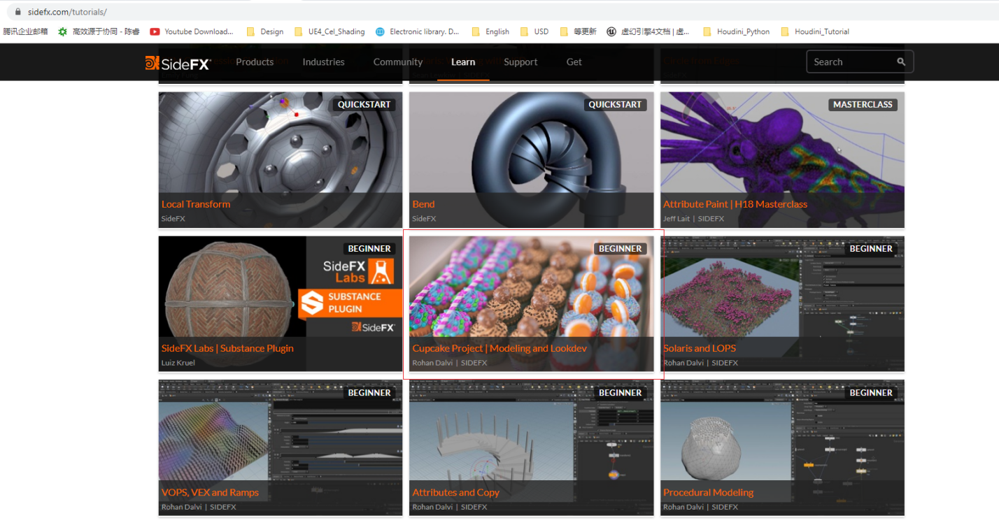 sidefx.com/tutorials/
腾讯企业邮箱 高效源于协同 - 陈睿 Youtube Download... Design UE4_Cel_Shading Electronic library. D... English USD 等更新 虚幻引擎4文档 | 虚... Houdini_Python Houdini_Tutorial
SideFX Products Industries Community Learn Support Get Search
QUICKSTART
Local Transform
SideFX
QUICKSTART
Bend
SideFX
MASTERCLASS
Attribute Paint | H18 Masterclass
Jeff Lait | SIDEFX
BEGINNER
SideFX
Labs
SUBSTANCE
PLUGIN
SideFX
SideFX Labs | Substance Plugin
Luiz Kruel
BEGINNER
Cupcake Project | Modeling and Lookdev
Rohan Dalvi | SIDEFX
BEGINNER
Solaris and LOPS
Rohan Dalvi | SIDEFX
BEGINNER
VOPS, VEX and Ramps
Rohan Dalvi | SIDEFX
BEGINNER
Attributes and Copy
Rohan Dalvi | SIDEFX
BEGINNER
Procedural Modeling
Rohan Dalvi | SIDEFX